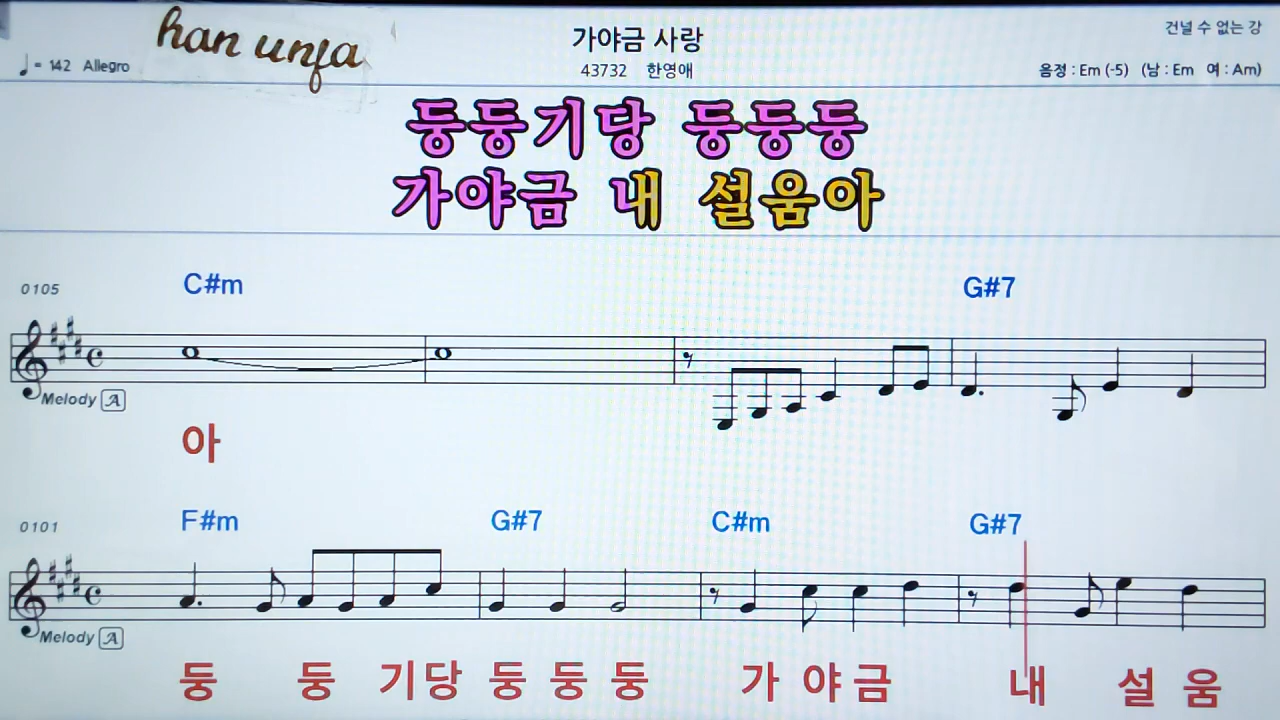 han unfa
가야금 사랑
건널 수 없는 강
♩= 142 Allegro
43732 한영애
음정 : Em (-5) (남 : Em 여 : Am)
둥둥기당 둥둥둥
가야금 내 설움아
C#m G#7
0105
Melody A
아
F#m G#7 C#m G#7
0101
Melody A
둥 둥 기당 둥 둥 둥 가 야금 내 설 움